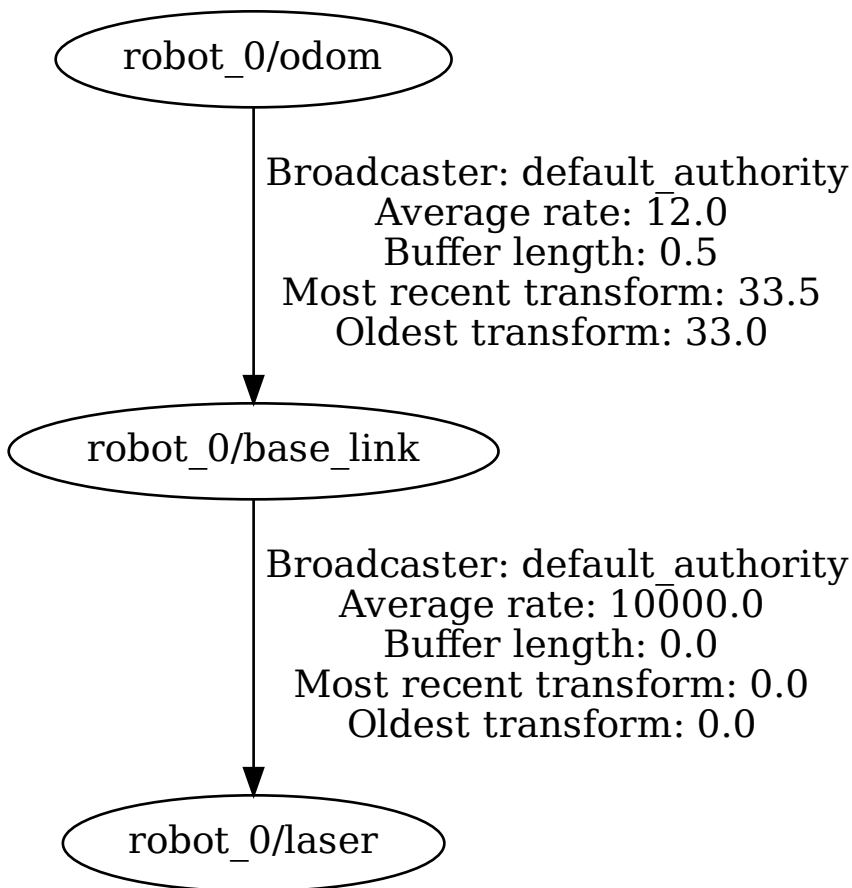 robot_0/odom
Broadcaster: default_authority
Average rate: 12.0
Buffer length: 0.5
Most recent transform: 33.5
Oldest transform: 33.0
robot_0/base_link
Broadcaster: default_authority
Average rate: 10000.0
Buffer length: 0.0
Most recent transform: 0.0
Oldest transform: 0.0
robot_0/laser